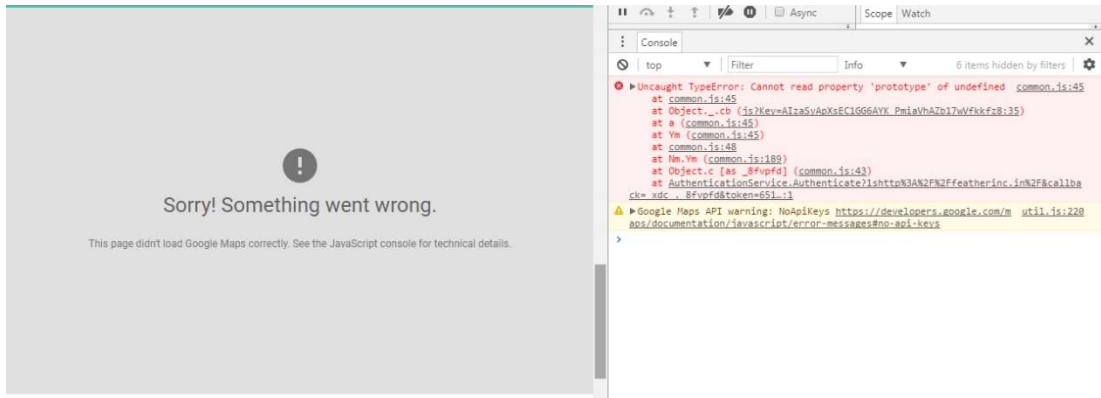 Sorry! Something went wrong.
This page didn't load Google Maps correctly. See the JavaScript console for technical details.
Async
Scope Watch
Console
top Filter Info 6 items hidden by filters
Uncaught TypeError: Cannot read property 'prototype' of undefined common.js:45
at common.js:45
at Object._.cb (js?Key=AIzaSyApXsEC1GG6AYK_PmiaVhAZb17wVfkkfz8:35)
at a (common.js:45)
at Ym (common.js:45)
at common.js:48
at Nm.Ym (common.js:189)
at Object.c [as _8fvpfd] (common.js:43)
at AuthenticationService.Authenticate?1shttp%3A%2F%2Ffeatherinc.in%2F&callba
ck=_xdc_._8fvpfd&token=651…:1
Google Maps API warning: NoApiKeys https://developers.google.com/m util.js:220
aps/documentation/javascript/error-messages#no-api-keys